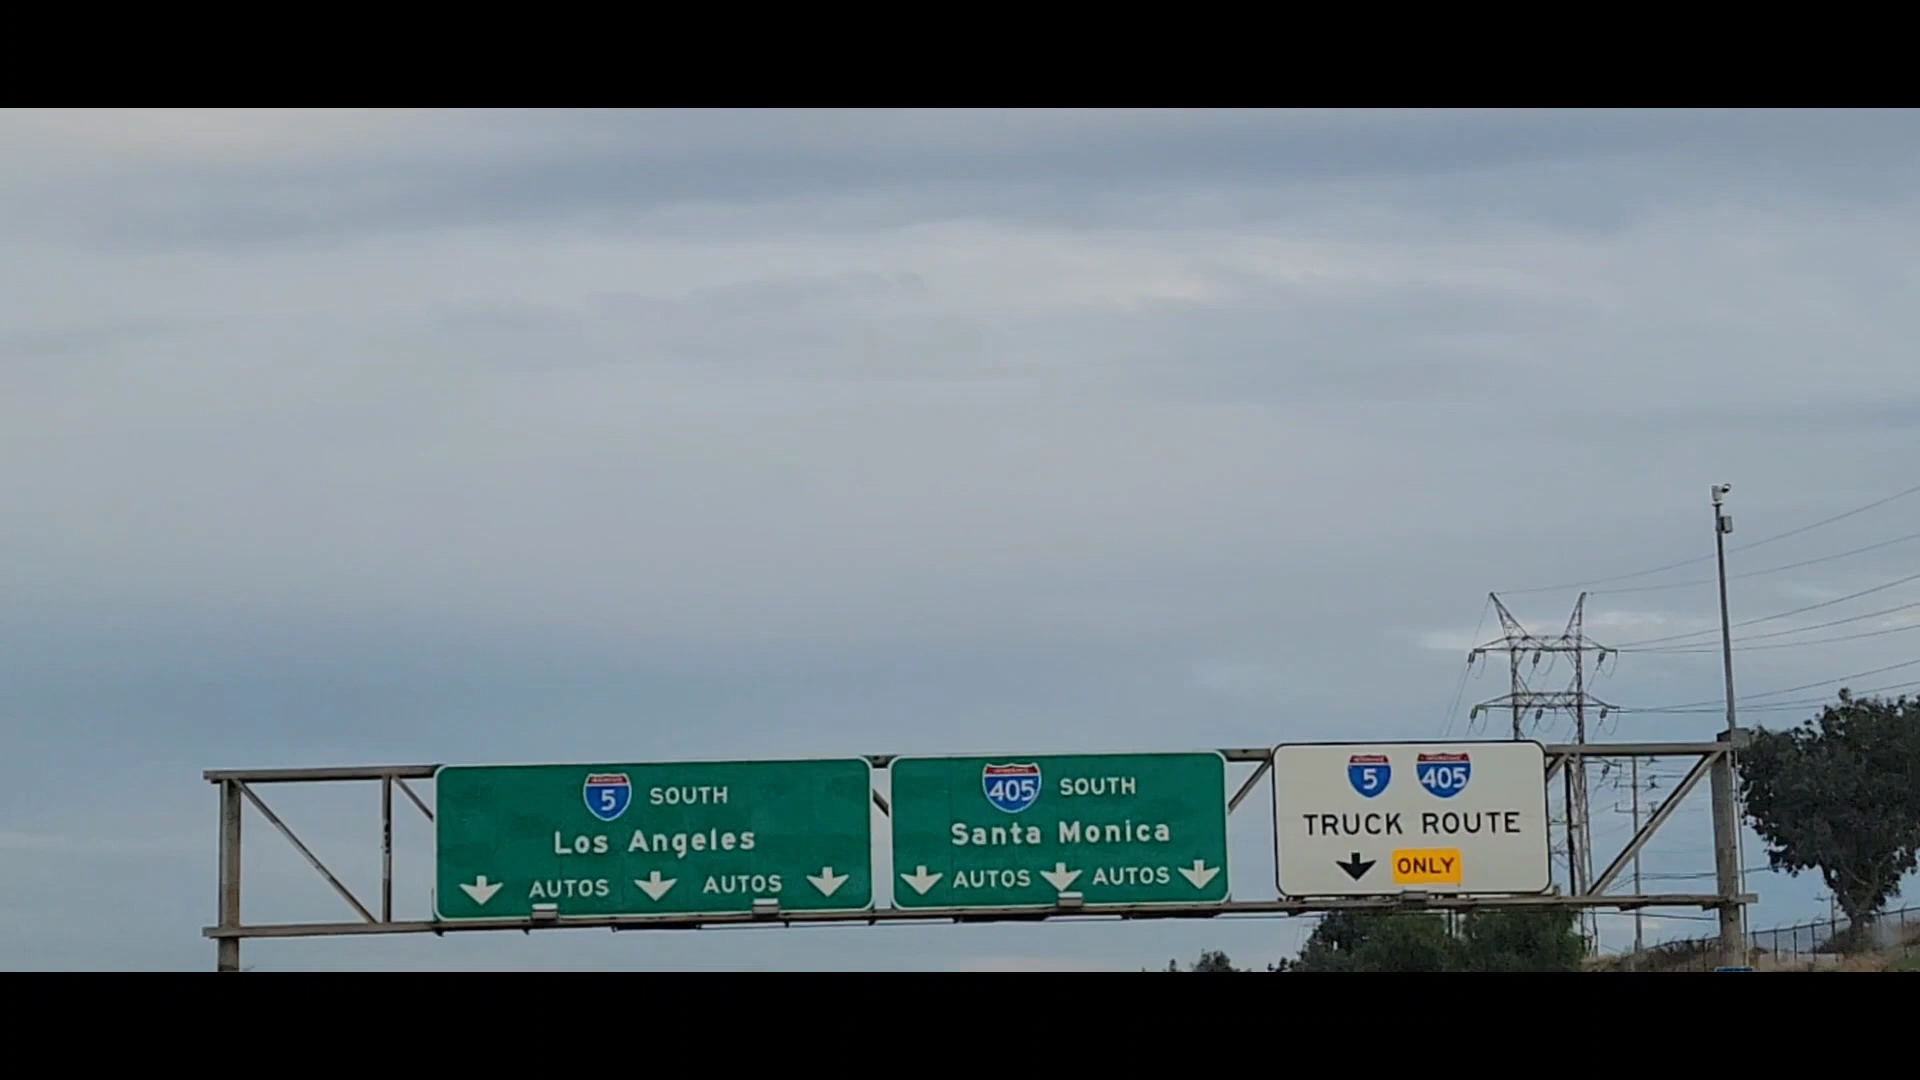 5 SOUTH
Los Angeles
AUTOS AUTOS
405 SOUTH
Santa Monica
AUTOS AUTOS
5 405
TRUCK ROUTE
ONLY